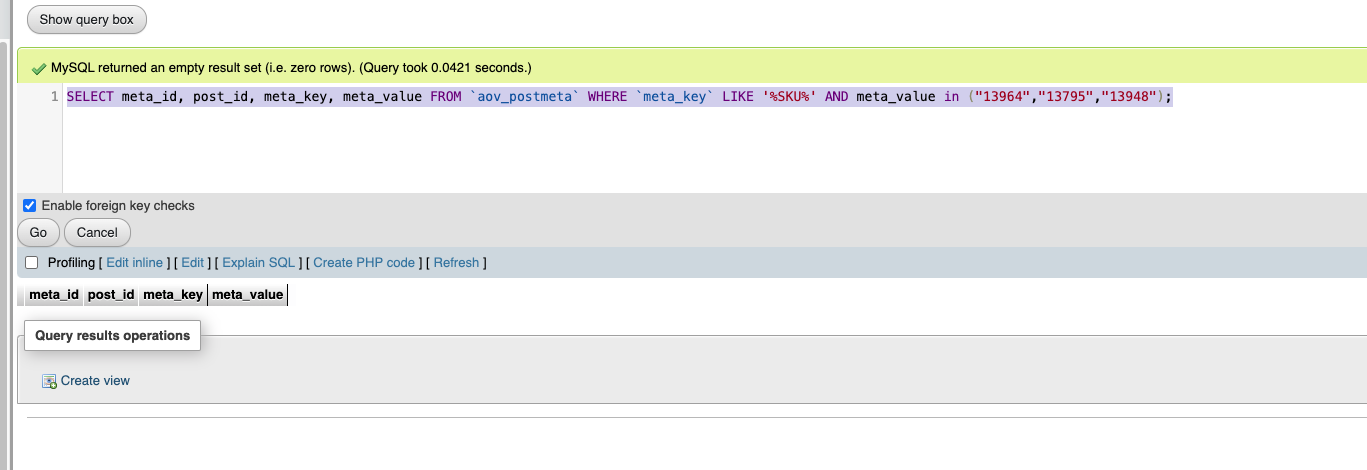 Show query box
MySQL returned an empty result set (i.e. zero rows). (Query took 0.0421 seconds.)
1 SELECT meta_id, post_id, meta_key, meta_value FROM `aov_postmeta` WHERE `meta_key` LIKE '%SKU%' AND meta_value in ("13964","13795","13948");
Enable foreign key checks
Go Cancel
Profiling [ Edit inline ] [ Edit ] [ Explain SQL ] [ Create PHP code ] [ Refresh ]
meta_id post_id meta_key meta_value
Query results operations
Create view